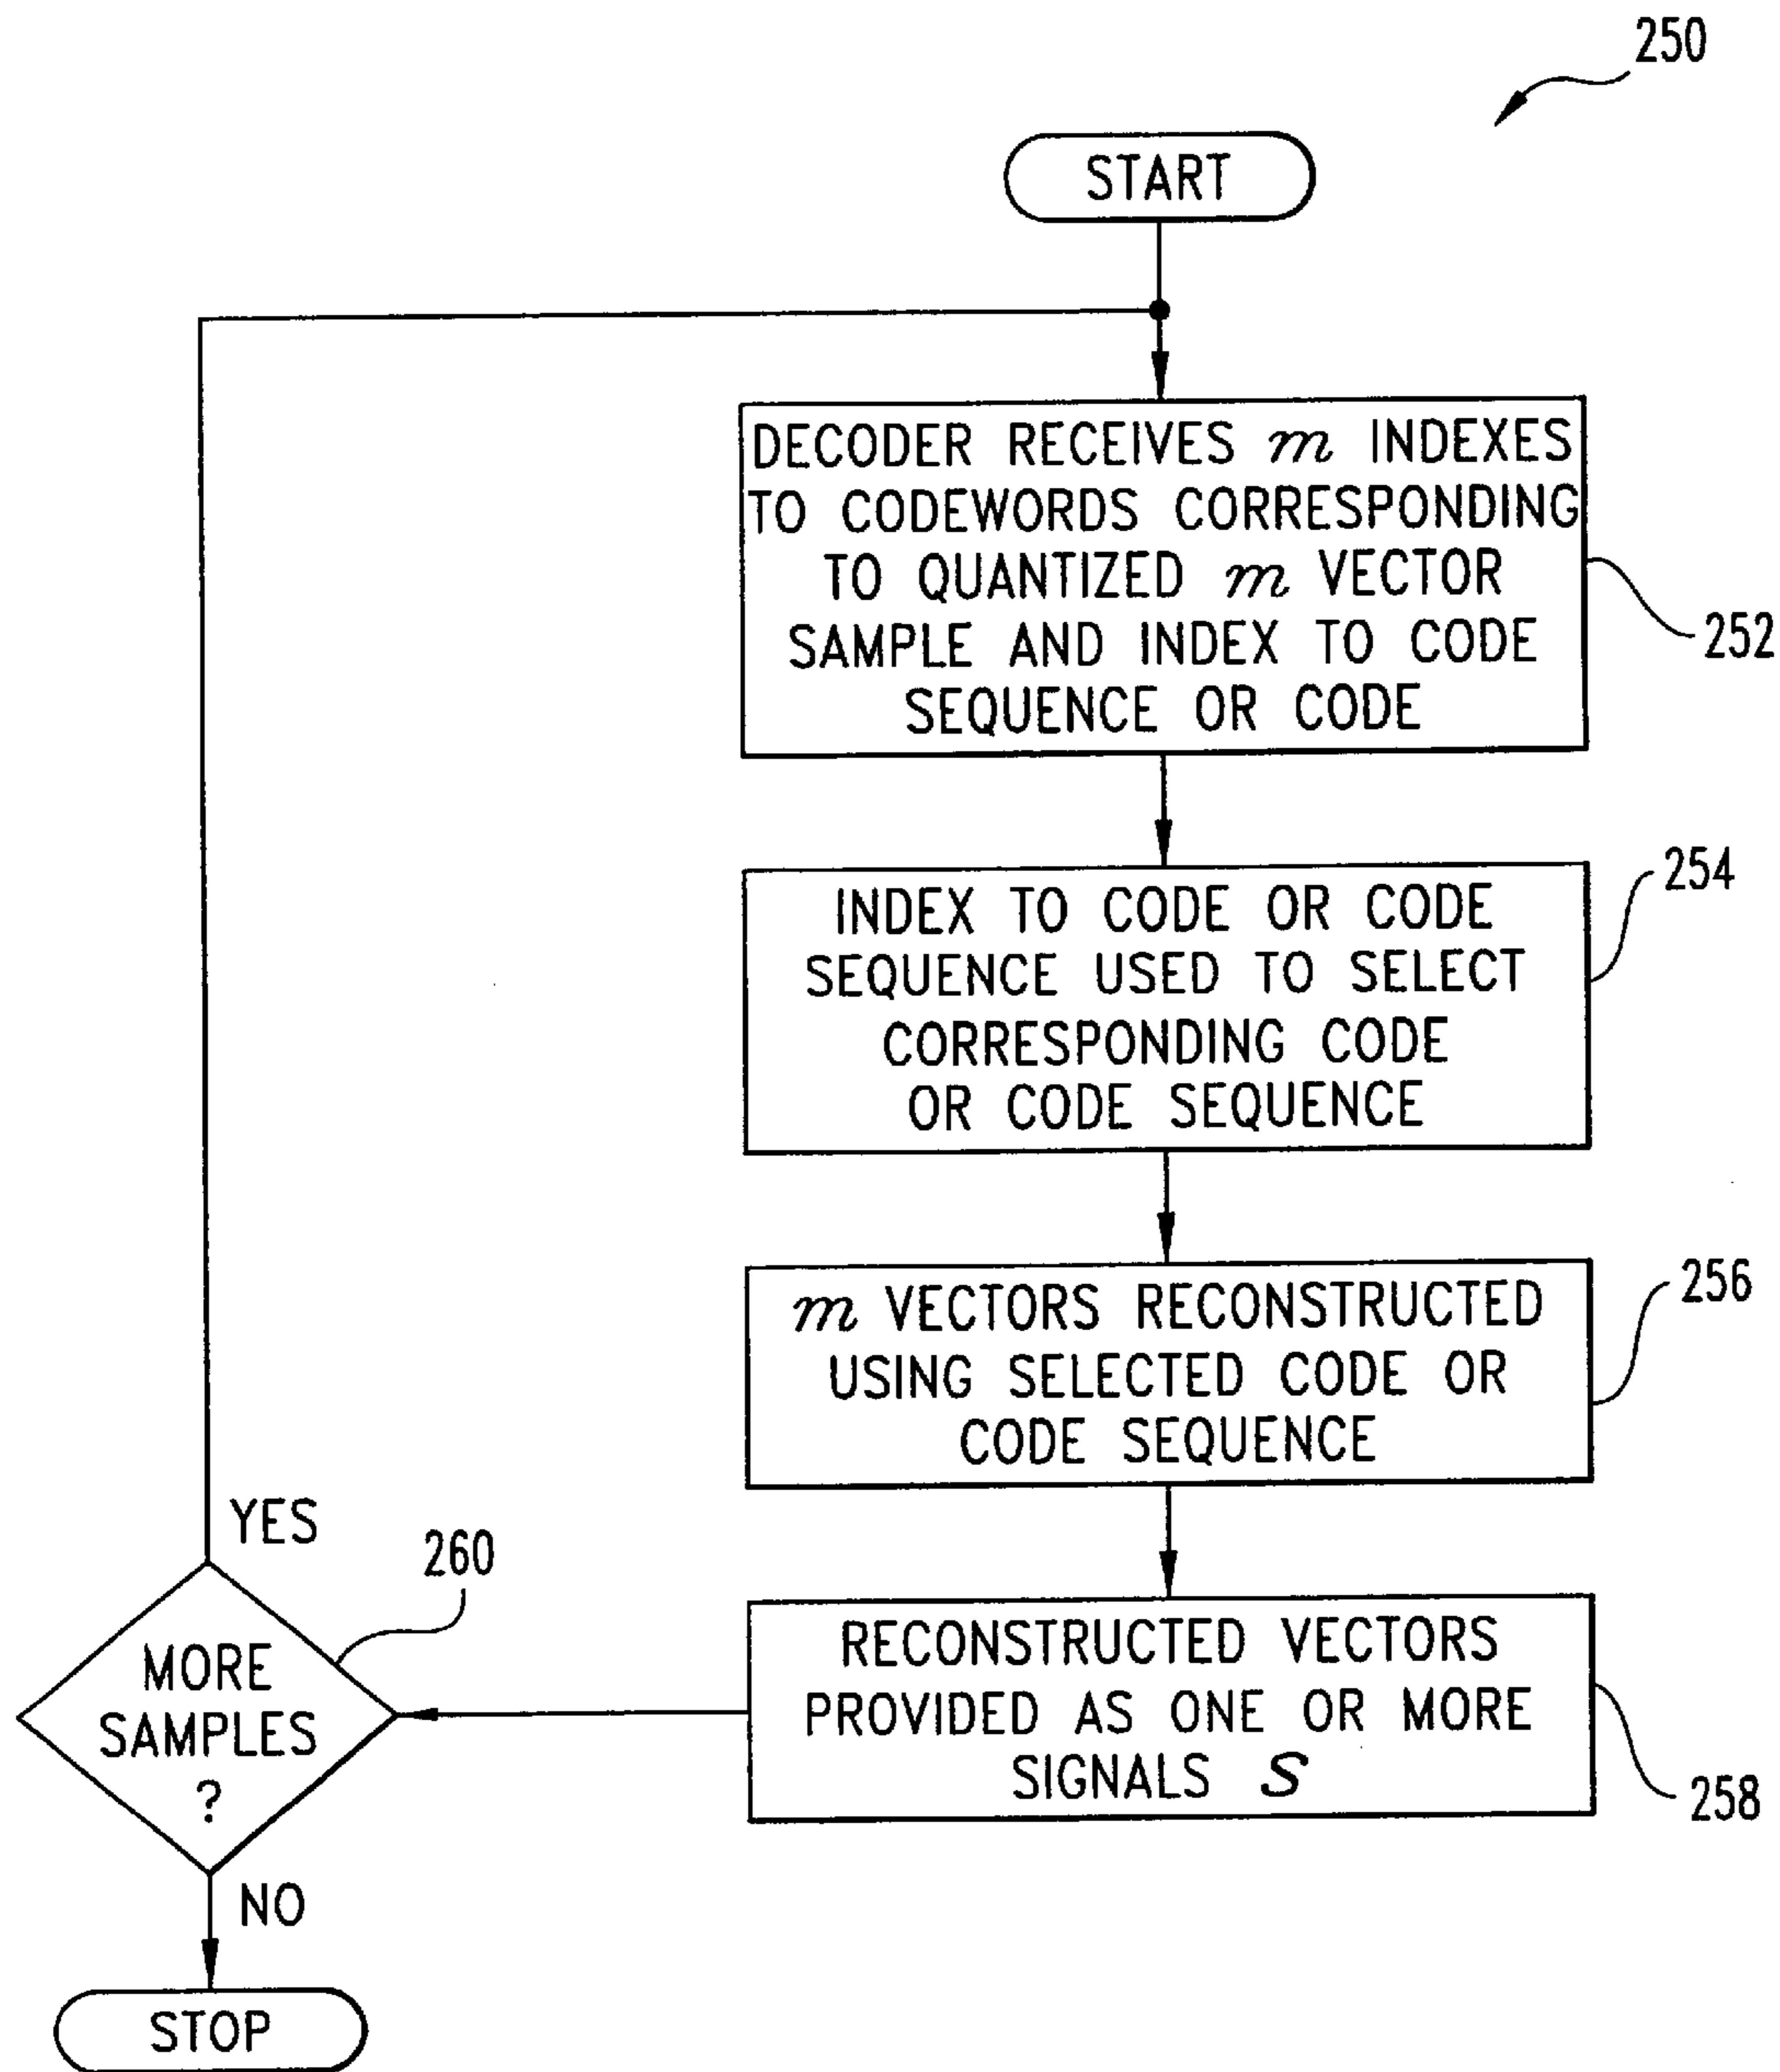 250
START
DECODER RECEIVES m INDEXES
TO CODEWORDS CORRESPONDING
TO QUANTIZED m VECTOR
SAMPLE AND INDEX TO CODE
SEQUENCE OR CODE
252
INDEX TO CODE OR CODE
SEQUENCE USED TO SELECT
CORRESPONDING CODE
OR CODE SEQUENCE
254
m VECTORS RECONSTRUCTED
USING SELECTED CODE OR
CODE SEQUENCE
256
RECONSTRUCTED VECTORS
PROVIDED AS ONE OR MORE
SIGNALS S
258
YES
260
MORE
SAMPLES
?
NO
STOP